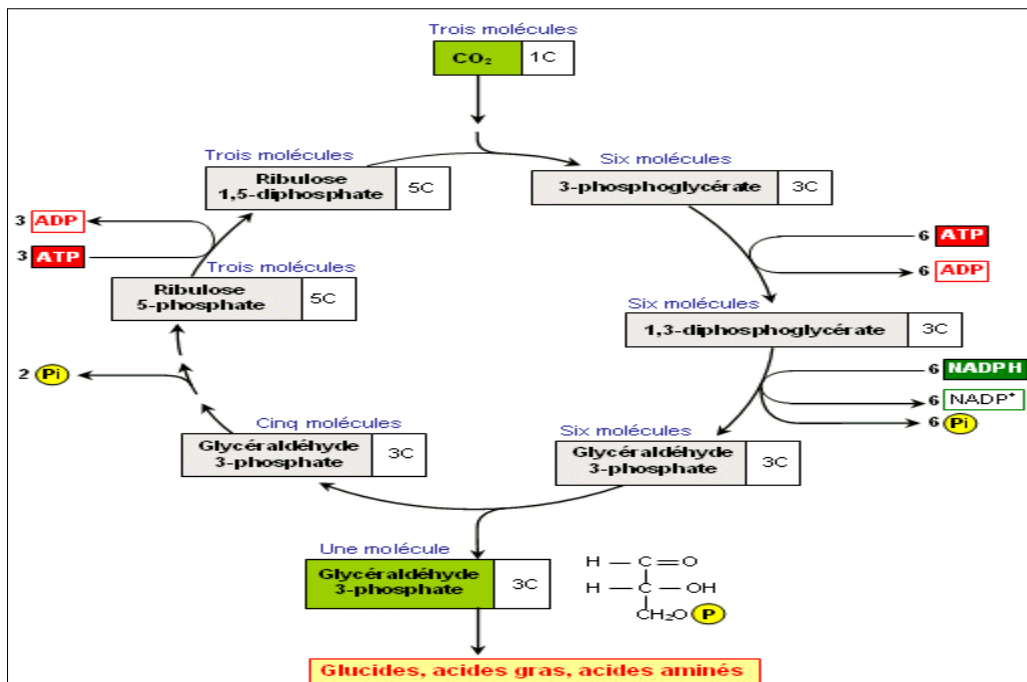 Trois molécules
CO₂ 1C
Trois molécules
Ribulose
1,5-diphosphate
5C
Six molécules
3-phosphoglycérate 3C
3 ADP
3 ATP
6 ATP
6 ADP
Trois molécules
Ribulose
5-phosphate
5C
Six molécules
1,3-diphosphoglycérate 3C
2 Pi
6 NADPH
6 NADP⁺
6 Pi
Cinq molécules
Glycéraldéhyde
3-phosphate
3C
Six molécules
Glycéraldéhyde
3-phosphate
3C
Une molécule
Glycéraldéhyde
3-phosphate
3C
H — C = O
H — C — OH
CH₂O P
Glucides, acides gras, acides aminés